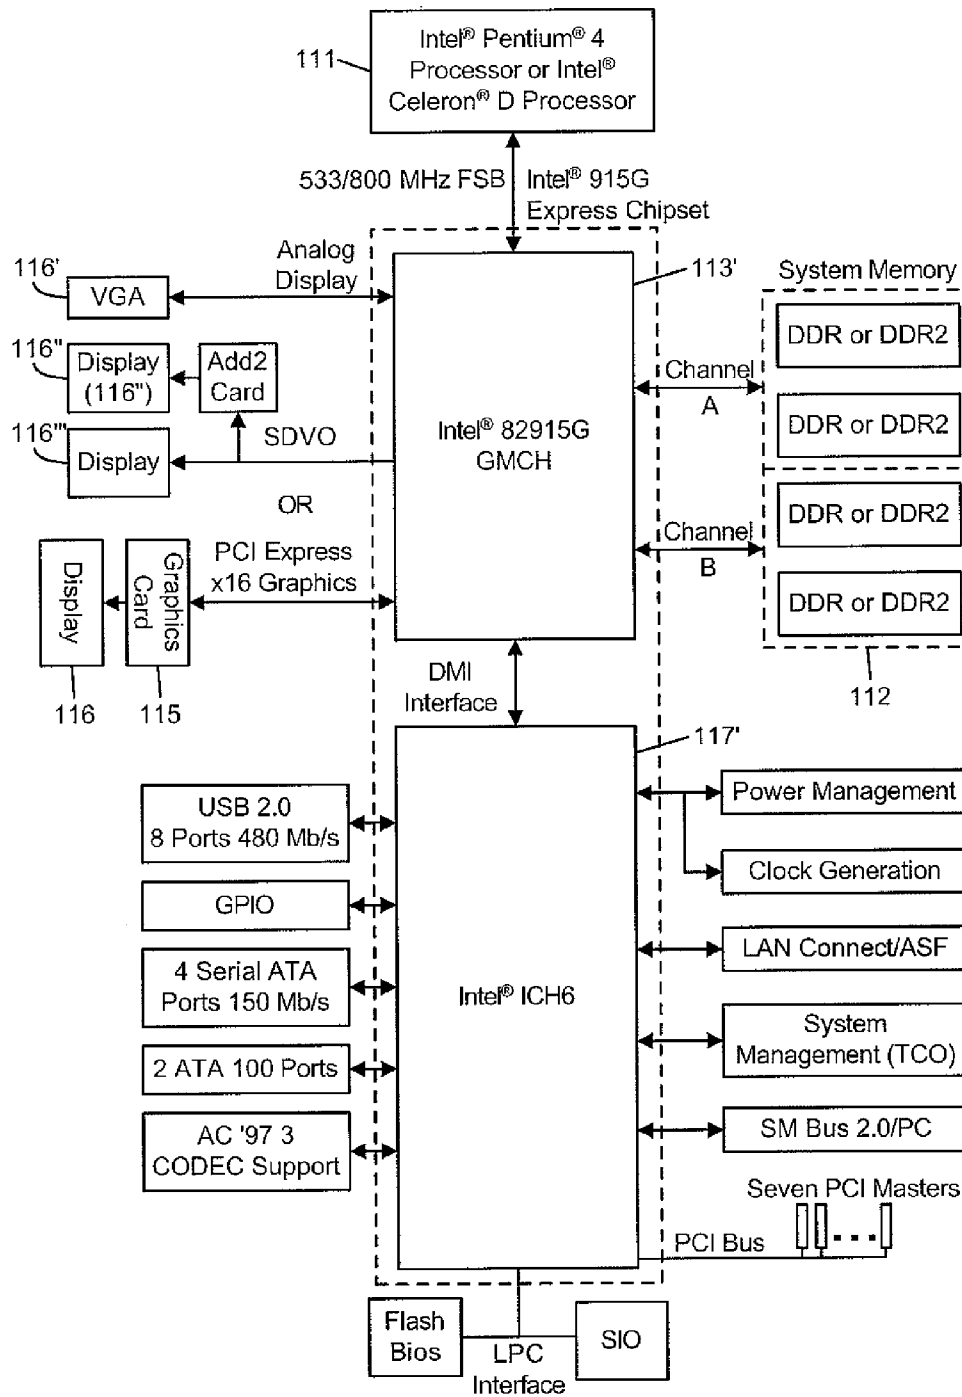 Intel® Pentium® 4
Processor or Intel®
Celeron® D Processor
111
533/800 MHz FSB
Intel® 915G
Express Chipset
Analog
Display
116'
VGA
113'
System Memory
DDR or DDR2
DDR or DDR2
DDR or DDR2
DDR or DDR2
112
116"
Display
(116")
Add2
Card
Channel
A
116'"
Display
SDVO
Intel® 82915G
GMCH
OR
Channel
B
PCI Express
x16 Graphics
Display
Graphics
Card
116
115
DMI
Interface
117'
USB 2.0
8 Ports 480 Mb/s
GPIO
4 Serial ATA
Ports 150 Mb/s
2 ATA 100 Ports
AC '97 3
CODEC Support
Intel® ICH6
Power Management
Clock Generation
LAN Connect/ASF
System
Management (TCO)
SM Bus 2.0/PC
Seven PCI Masters
PCI Bus
Flash
Bios
LPC
Interface
SIO